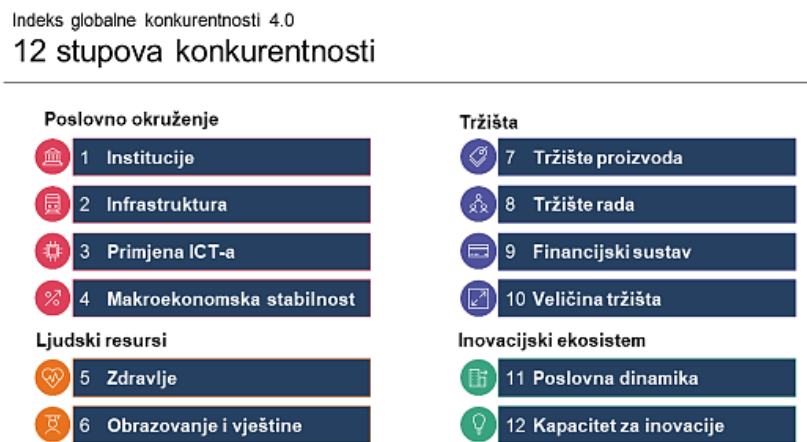 Indeks globalne konkurentnosti 4.0
12 stupova konkurentnosti
Poslovno okruženje
1 Institucije
2 Infrastruktura
3 Primjena ICT-a
4 Makroekonomska stabilnost
Ljudski resursi
5 Zdravlje
6 Obrazovanje i vještine
Tržišta
7 Tržište proizvoda
8 Tržište rada
9 Financijski sustav
10 Veličina tržišta
Inovacijski ekosistem
11 Poslovna dinamika
12 Kapacitet za inovacije